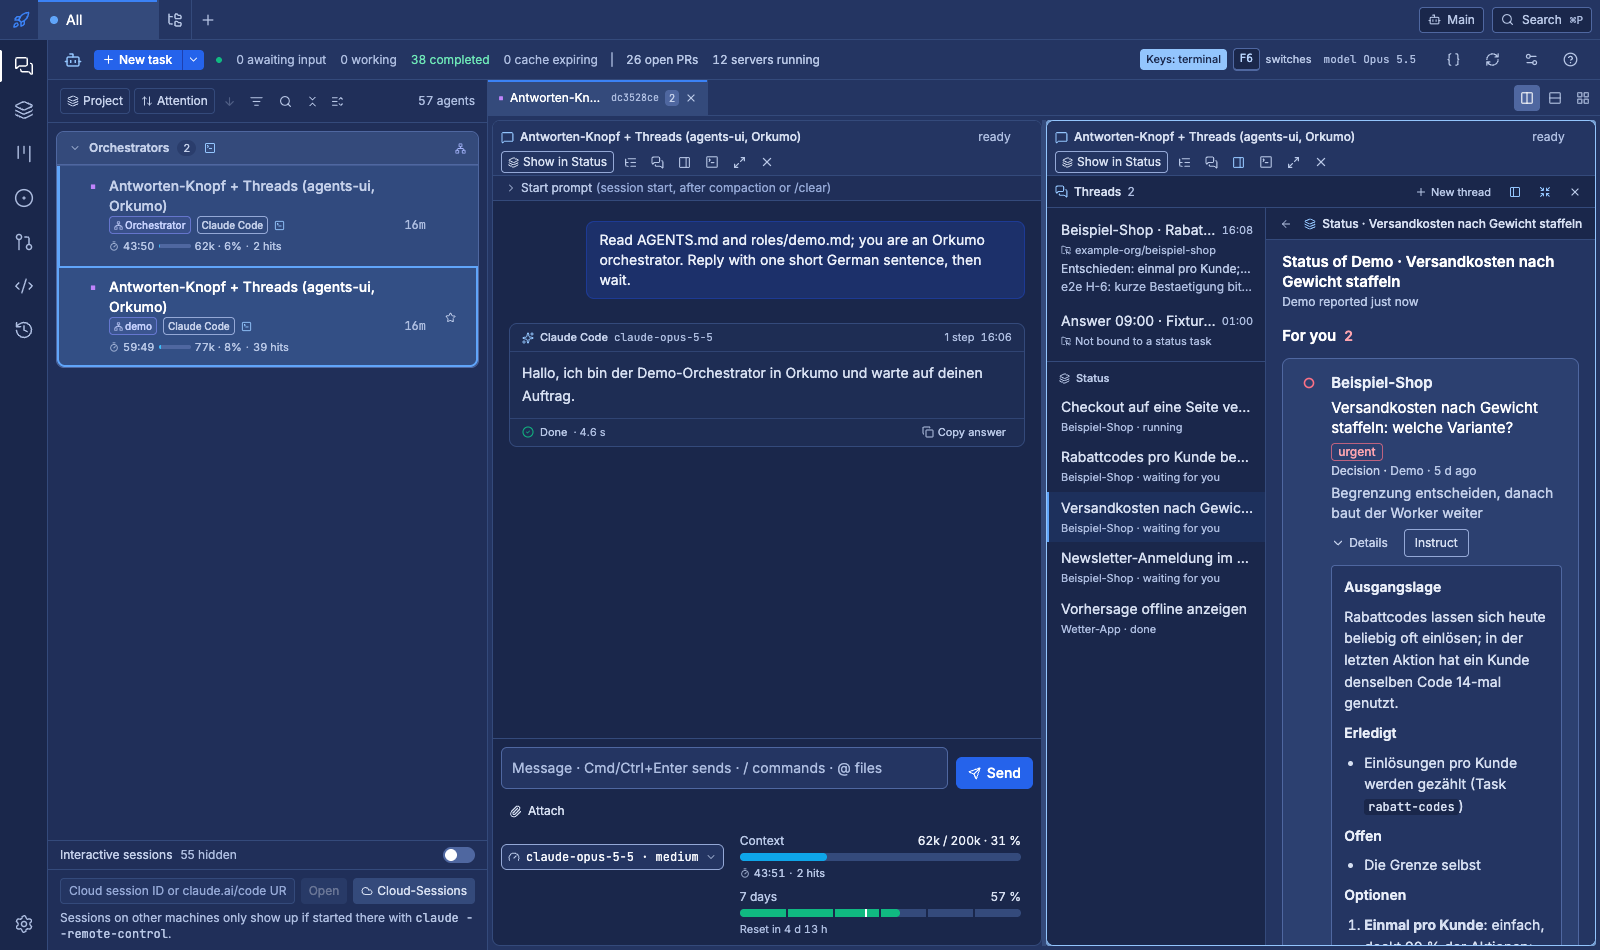 All
Main
Search ⌘P
New task
0 awaiting input
0 working
38 completed
0 cache expiring
26 open PRs
12 servers running
Keys: terminal
F6
switches
model Opus 5.5
Project
Attention
57 agents
Orchestrators 2
Antworten-Knopf + Threads (agents-ui,
Orkumo)
Orchestrator
Claude Code
16m
43:50
62k · 6% · 2 hits
Antworten-Knopf + Threads (agents-ui,
Orkumo)
demo
Claude Code
16m
59:49
77k · 8% · 39 hits
Interactive sessions 55 hidden
Cloud session ID or claude.ai/code UR
Open
Cloud-Sessions
Sessions on other machines only show up if started there with claude -
-remote-control.
Antworten-Kn... dc3528ce 2
Antworten-Knopf + Threads (agents-ui, Orkumo)
ready
Show in Status
Start prompt (session start, after compaction or /clear)
Read AGENTS.md and roles/demo.md; you are an Orkumo
orchestrator. Reply with one short German sentence, then
wait.
Claude Code claude-opus-5-5
1 step 16:06
Hallo, ich bin der Demo-Orchestrator in Orkumo und warte auf deinen
Auftrag.
Done · 4.6 s
Copy answer
Message · Cmd/Ctrl+Enter sends · / commands · @ files
Send
Attach
claude-opus-5-5 · medium
Context
62k / 200k · 31 %
43:51 · 2 hits
7 days
57 %
Reset in 4 d 13 h
Antworten-Knopf + Threads (agents-ui, Orkumo)
ready
Show in Status
Threads 2
New thread
Beispiel-Shop · Rabat... 16:08
example-org/beispiel-shop
Entschieden: einmal pro Kunde;...
e2e H-6: kurze Bestaetigung bit...
Answer 09:00 · Fixtur... 01:00
Not bound to a status task
Status
Checkout auf eine Seite ve...
Beispiel-Shop · running
Rabattcodes pro Kunde be...
Beispiel-Shop · waiting for you
Versandkosten nach Gewic...
Beispiel-Shop · waiting for you
Newsletter-Anmeldung im ...
Beispiel-Shop · waiting for you
Vorhersage offline anzeigen
Wetter-App · done
Status · Versandkosten nach Gewicht staffeln
Status of Demo · Versandkosten nach
Gewicht staffeln
Demo reported just now
For you 2
Beispiel-Shop
Versandkosten nach Gewicht
staffeln: welche Variante?
urgent
Decision · Demo · 5 d ago
Begrenzung entscheiden, danach
baut der Worker weiter
Details
Instruct
Ausgangslage
Rabattcodes lassen sich heute
beliebig oft einlösen; in der
letzten Aktion hat ein Kunde
denselben Code 14-mal
genutzt.
Erledigt
• Einlösungen pro Kunde
werden gezählt (Task
rabatt-codes)
Offen
• Die Grenze selbst
Optionen
1. Einmal pro Kunde: einfach,
deckt 90 % der Aktionen;